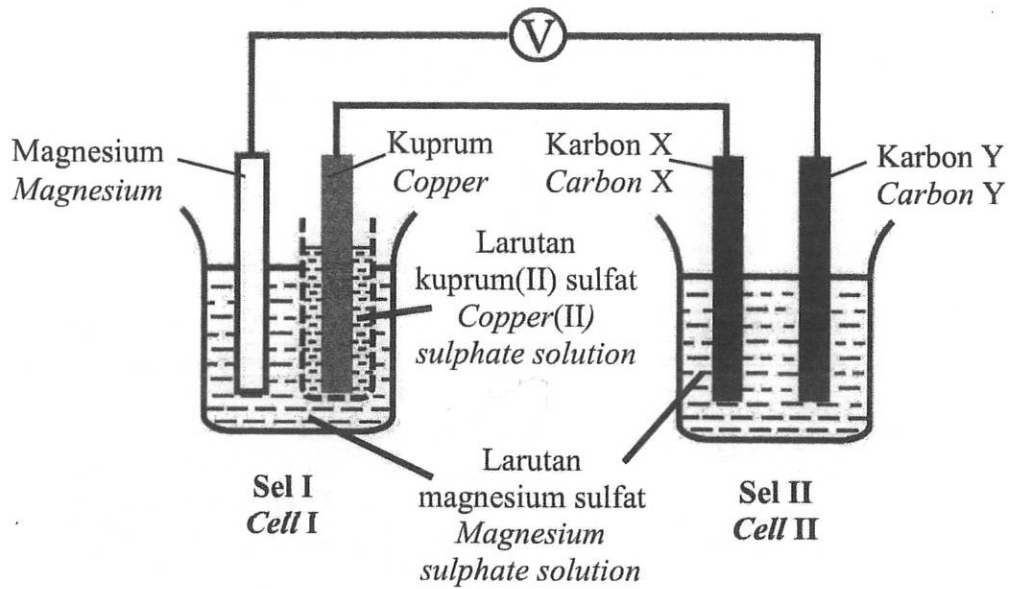 V
Magnesium
Magnesium
Kuprum
Copper
Karbon X
Carbon X
Karbon Y
Carbon Y
Larutan
kuprum(II) sulfat
Copper(II)
sulphate solution
Larutan
magnesium sulfat
Magnesium
sulphate solution
Sel I
Cell I
Sel II
Cell II